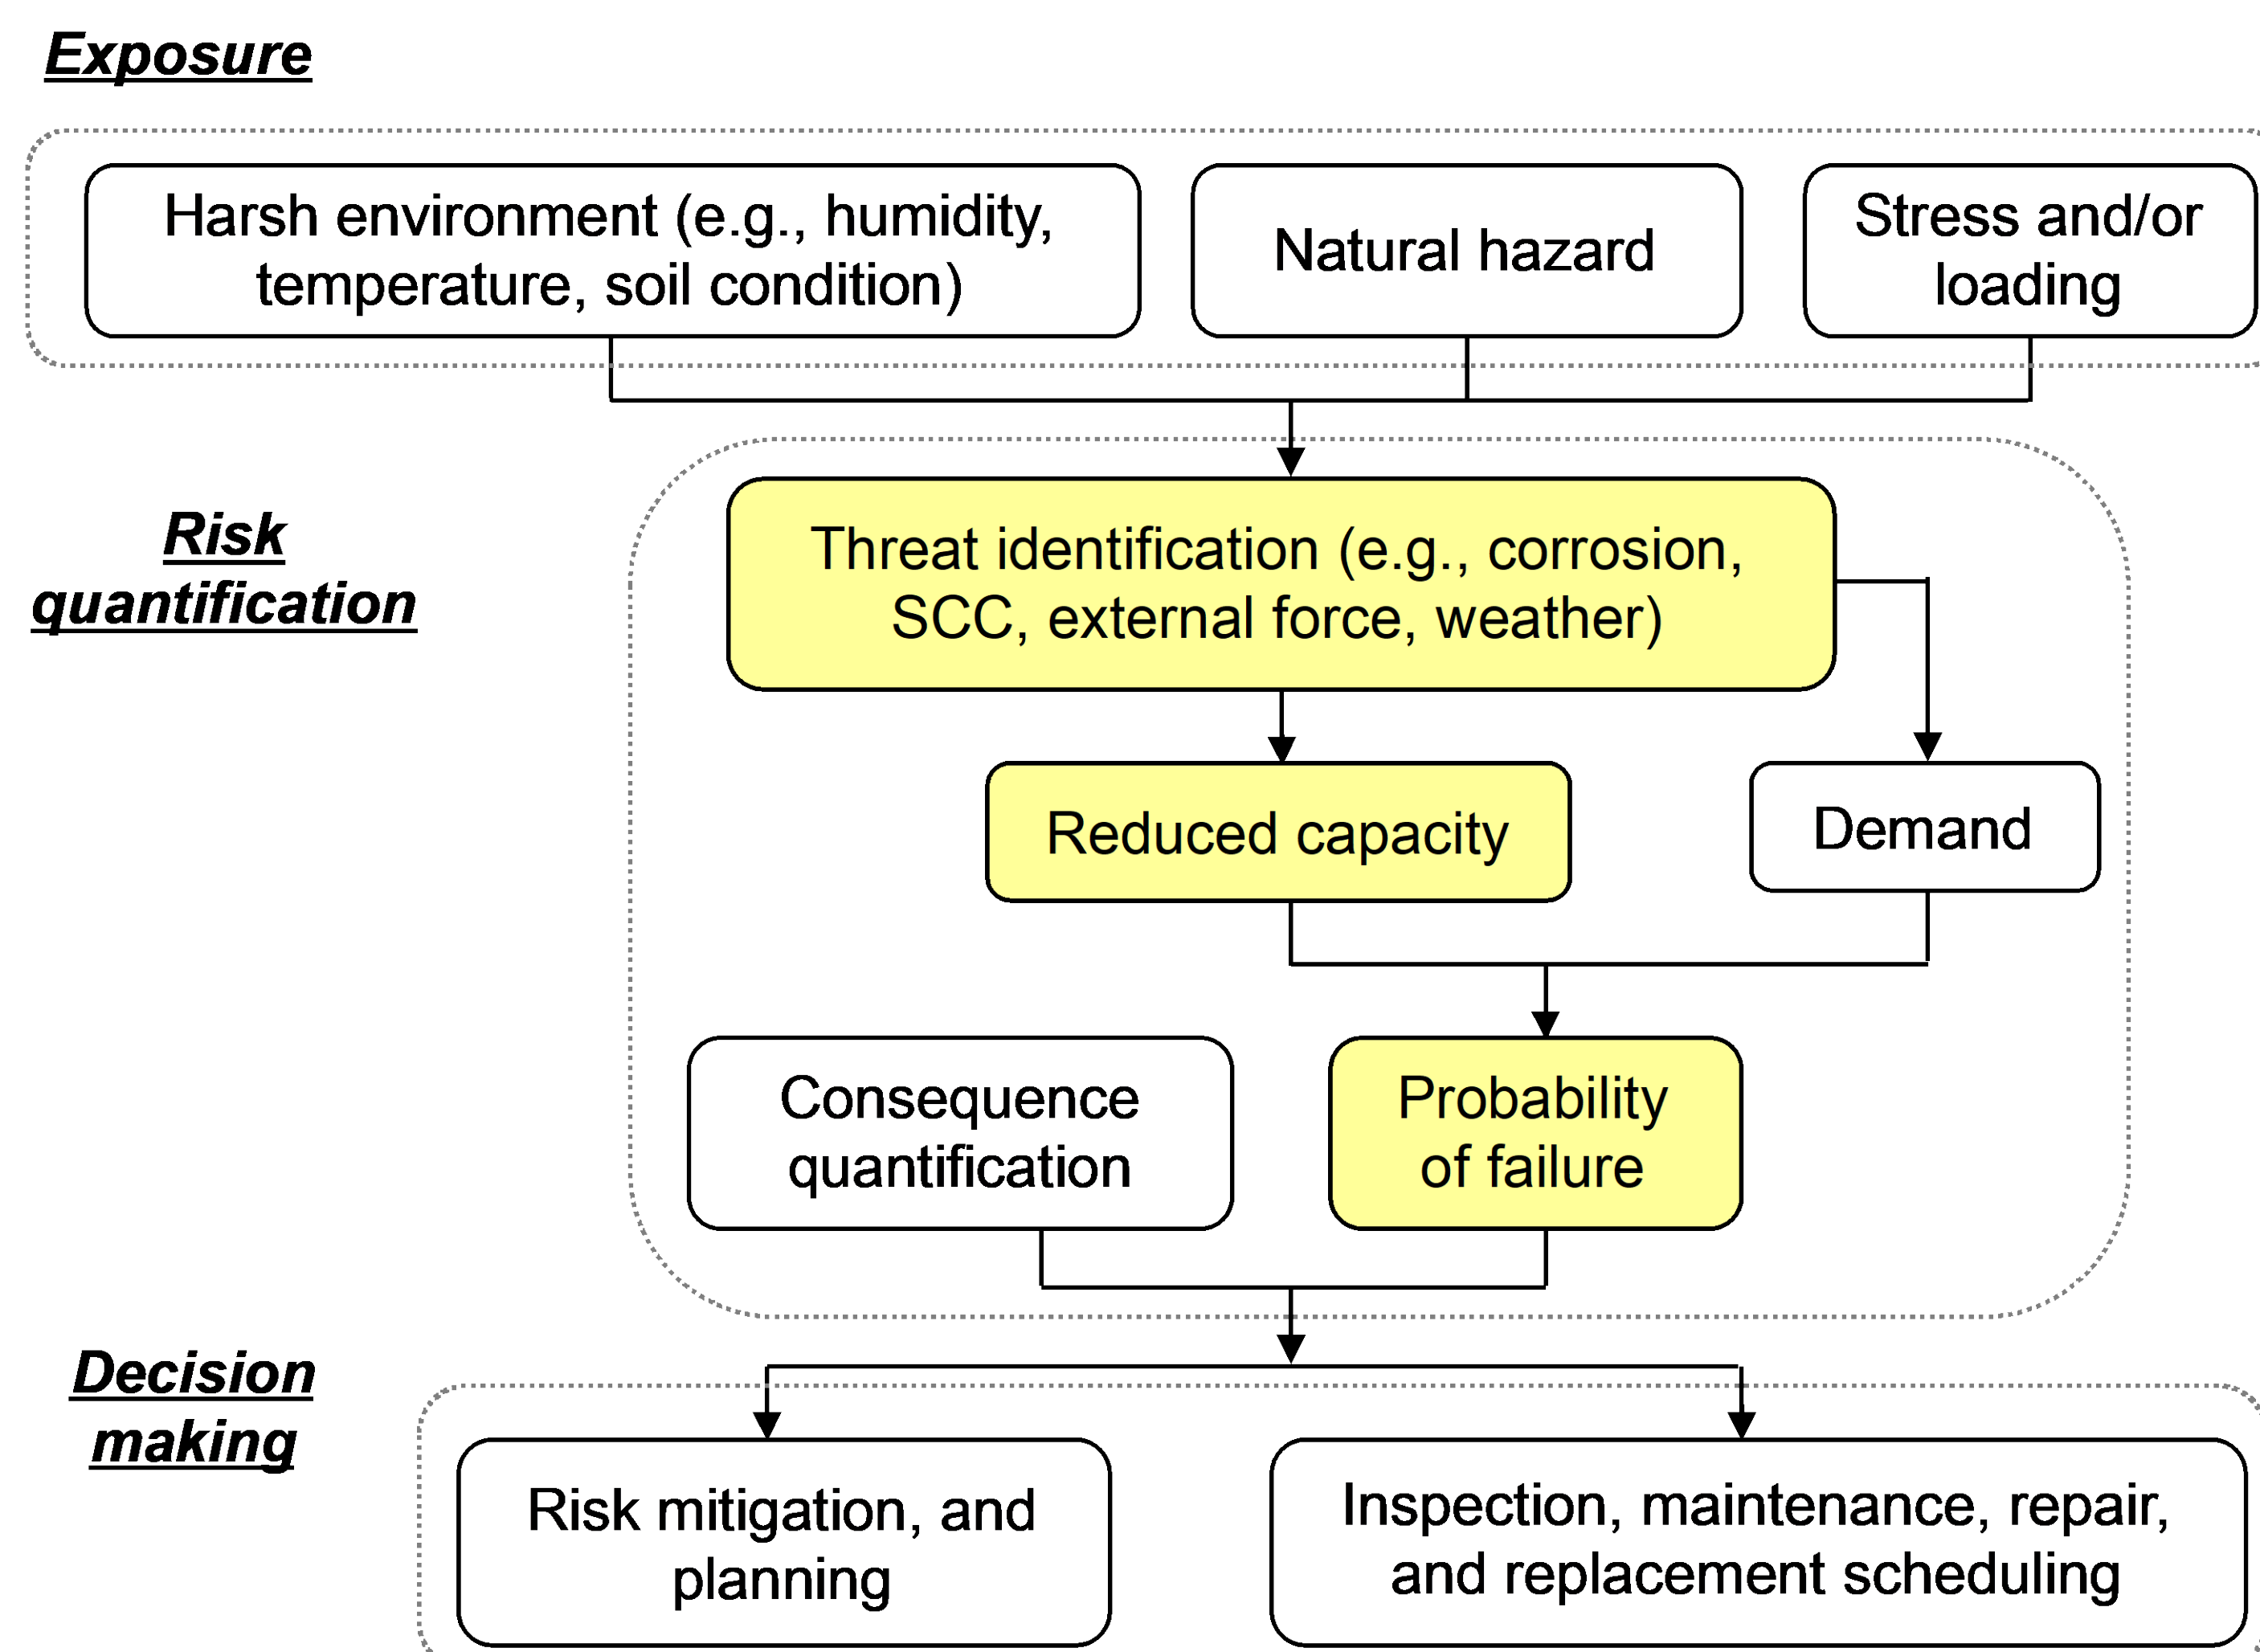 Exposure
Harsh environment (e.g., humidity,
temperature, soil condition)
Natural hazard
Stress and/or
loading
Risk
quantification
Threat identification (e.g., corrosion,
SCC, external force, weather)
Reduced capacity
Demand
Consequence
quantification
Probability
of failure
Decision
making
Risk mitigation, and
planning
Inspection, maintenance, repair,
and replacement scheduling